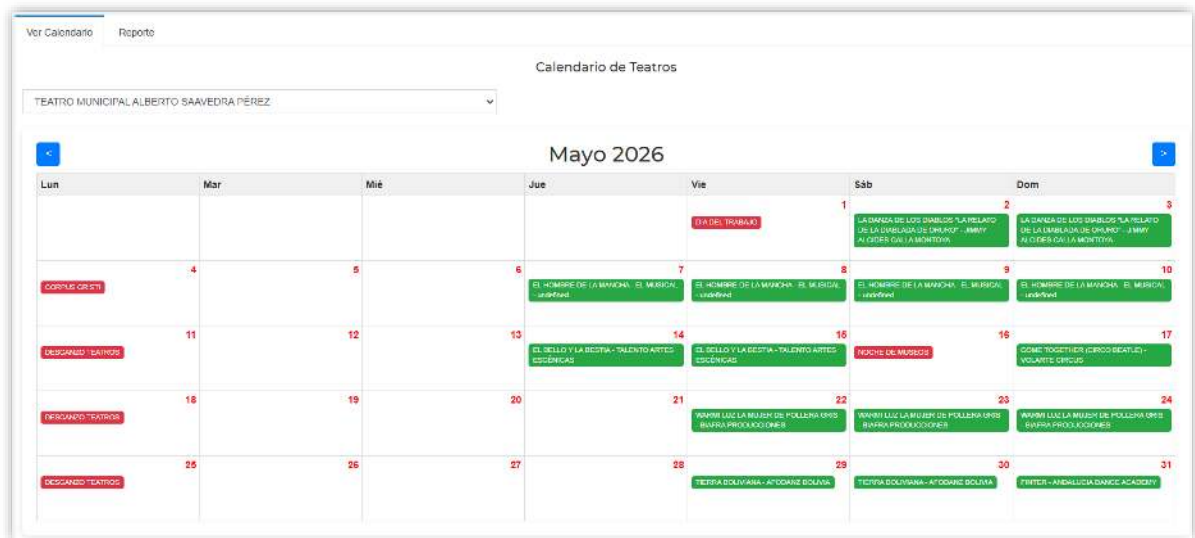 Ver Calendario Reporte
Calendario de Teatros
TEATRO MUNICIPAL ALBERTO SAAVEDRA PÉREZ
< Mayo 2026 >
Lun Mar Mié Jue Vie Sáb Dom
1 2 3
DIA DEL TRABAJO
LA DANZA DE LOS DIABLOS "LA RELATO
DE LA DIABLADA DE ORURO" - JIMMY
ALCIDES CALLA MONTOYA
LA DANZA DE LOS DIABLOS "LA RELATO
DE LA DIABLADA DE ORURO" - JIMMY
ALCIDES CALLA MONTOYA
4 5 6 7 8 9 10
CORPUS CRISTI
EL HOMBRE DE LA MANCHA - EL MUSICAL
- undefined
EL HOMBRE DE LA MANCHA - EL MUSICAL
- undefined
EL HOMBRE DE LA MANCHA - EL MUSICAL
- undefined
EL HOMBRE DE LA MANCHA - EL MUSICAL
- undefined
11 12 13 14 15 16 17
DESCANZO TEATROS
EL BELLO Y LA BESTIA - TALENTO ARTES
ESCÉNICAS
EL BELLO Y LA BESTIA - TALENTO ARTES
ESCÉNICAS
NOCHE DE MUSEOS
COME TOGETHER (CIRCO BEATLE) -
VOLARTE CIRCUS
18 19 20 21 22 23 24
DESCANZO TEATROS
WARMI LUZ LA MUJER DE POLLERA GRIS
- BIAFRA PRODUCCIONES
WARMI LUZ LA MUJER DE POLLERA GRIS
- BIAFRA PRODUCCIONES
WARMI LUZ LA MUJER DE POLLERA GRIS
- BIAFRA PRODUCCIONES
25 26 27 28 29 30 31
DESCANZO TEATROS
TIERRA BOLIVIANA - AFODANZ BOLIVIA
TIERRA BOLIVIANA - AFODANZ BOLIVIA
- ANDALUCIA DANCE ACADEMY